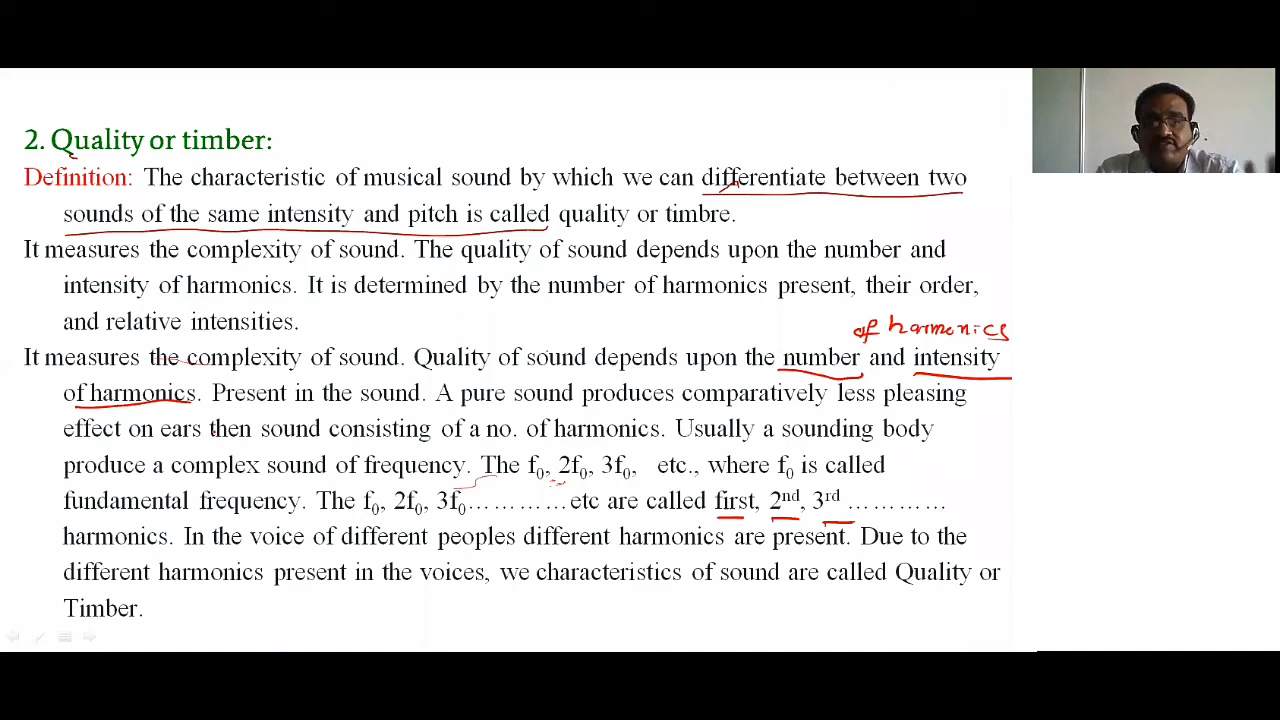 2. Quality or timber:
Definition: The characteristic of musical sound by which we can differentiate between two
sounds of the same intensity and pitch is called quality or timbre.
It measures the complexity of sound. The quality of sound depends upon the number and
intensity of harmonics. It is determined by the number of harmonics present, their order,
and relative intensities.
of harmonics
It measures the complexity of sound. Quality of sound depends upon the number and intensity
of harmonics. Present in the sound. A pure sound produces comparatively less pleasing
effect on ears then sound consisting of a no. of harmonics. Usually a sounding body
produce a complex sound of frequency. The f₀, 2f₀, 3f₀, etc., where f₀ is called
fundamental frequency. The f₀, 2f₀, 3f₀…………etc are called first, 2ⁿᵈ, 3ʳᵈ …………
harmonics. In the voice of different peoples different harmonics are present. Due to the
different harmonics present in the voices, we characteristics of sound are called Quality or
Timber.